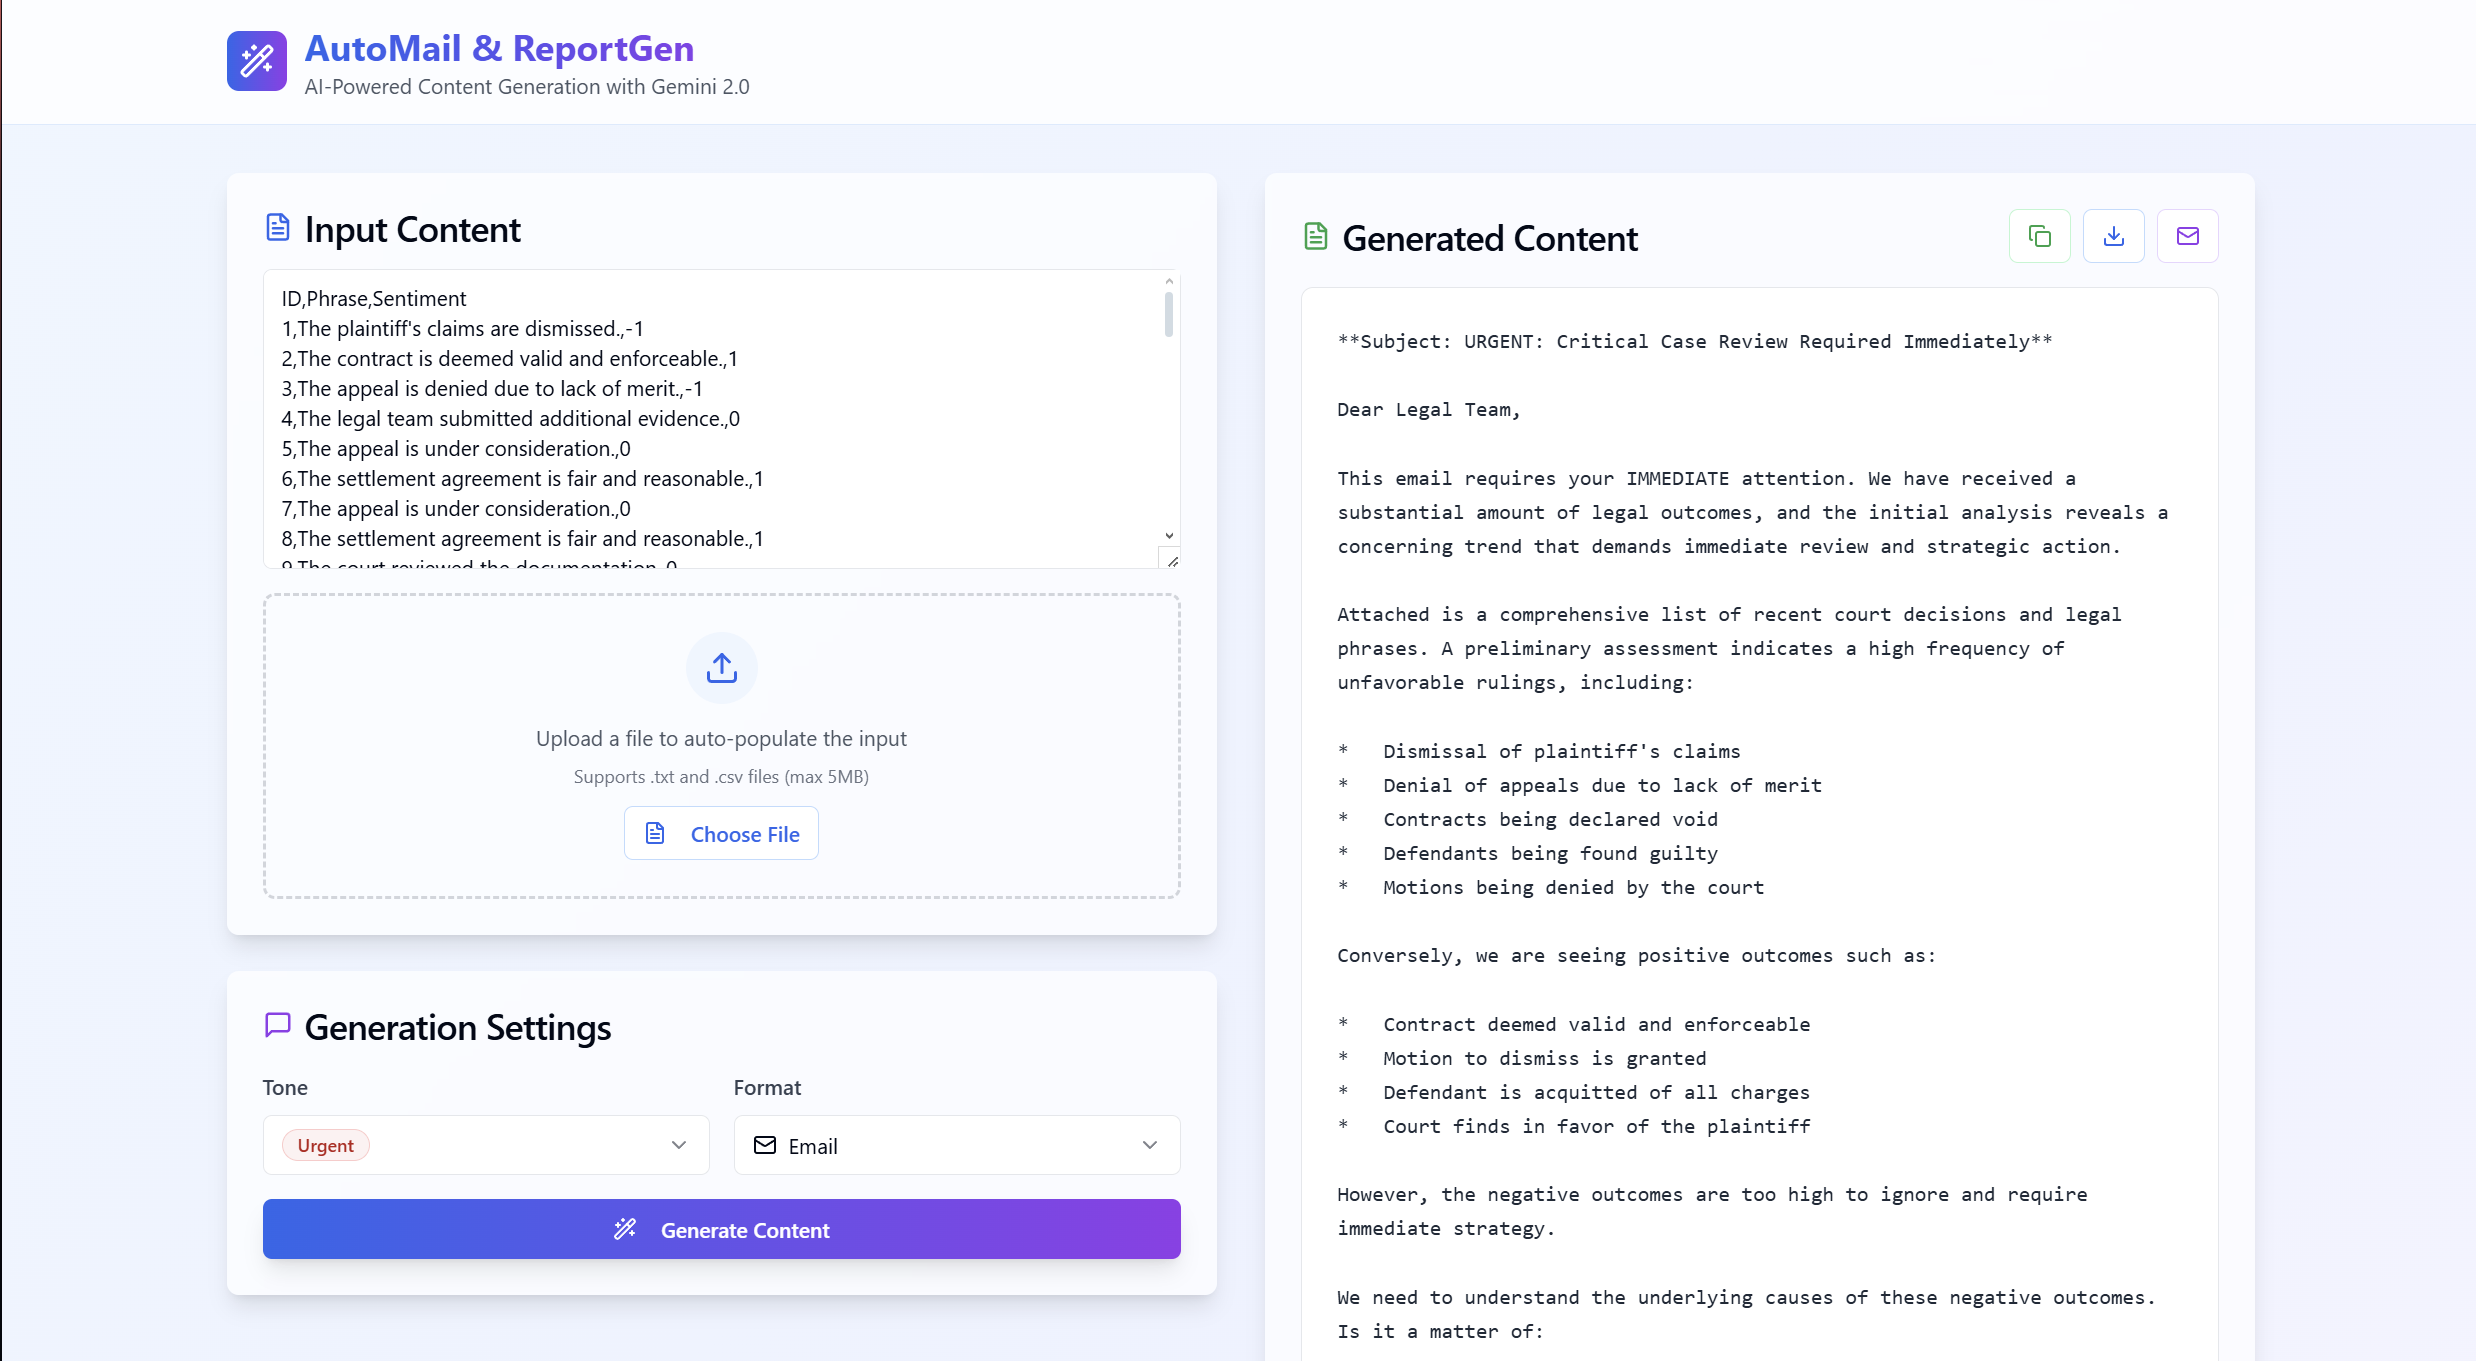 AutoMail & ReportGen
AI-Powered Content Generation with Gemini 2.0
Input Content
ID,Phrase,Sentiment
1,The plaintiff's claims are dismissed.,-1
2,The contract is deemed valid and enforceable.,1
3,The appeal is denied due to lack of merit.,-1
4,The legal team submitted additional evidence.,0
5,The appeal is under consideration.,0
6,The settlement agreement is fair and reasonable.,1
7,The appeal is under consideration.,0
8,The settlement agreement is fair and reasonable.,1
9,The court reviewed the documentation.,0
Upload a file to auto-populate the input
Supports .txt and .csv files (max 5MB)
Choose File
Generation Settings
Tone
Format
Urgent
Email
Generate Content
Generated Content
**Subject: URGENT: Critical Case Review Required Immediately**
Dear Legal Team,
This email requires your IMMEDIATE attention. We have received a
substantial amount of legal outcomes, and the initial analysis reveals a
concerning trend that demands immediate review and strategic action.
Attached is a comprehensive list of recent court decisions and legal
phrases. A preliminary assessment indicates a high frequency of
unfavorable rulings, including:
*   Dismissal of plaintiff's claims
*   Denial of appeals due to lack of merit
*   Contracts being declared void
*   Defendants being found guilty
*   Motions being denied by the court
Conversely, we are seeing positive outcomes such as:
*   Contract deemed valid and enforceable
*   Motion to dismiss is granted
*   Defendant is acquitted of all charges
*   Court finds in favor of the plaintiff
However, the negative outcomes are too high to ignore and require
immediate strategy.
We need to understand the underlying causes of these negative outcomes.
Is it a matter of: